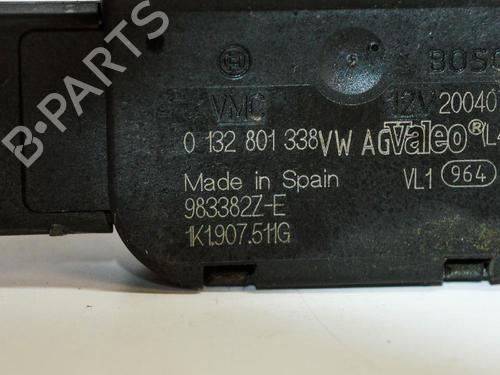 BOSC
VMC 12V 20040
0 132 801 338 VW AG Valeo® L4
Made in Spain VL1 964
983382Z-E
1K1.907.511G
B-PARTS